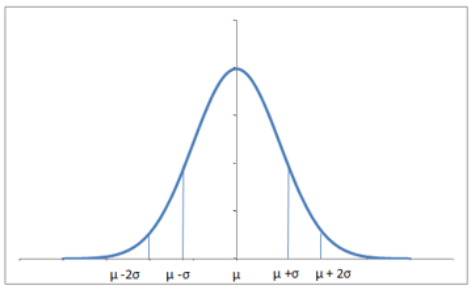 μ -2σ μ -σ μ μ +σ μ + 2σ